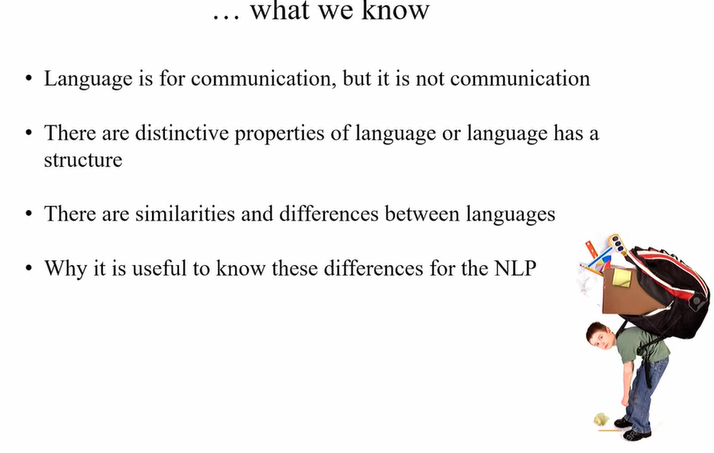 … what we know
• Language is for communication, but it is not communication
• There are distinctive properties of language or language has a
structure
• There are similarities and differences between languages
• Why it is useful to know these differences for the NLP